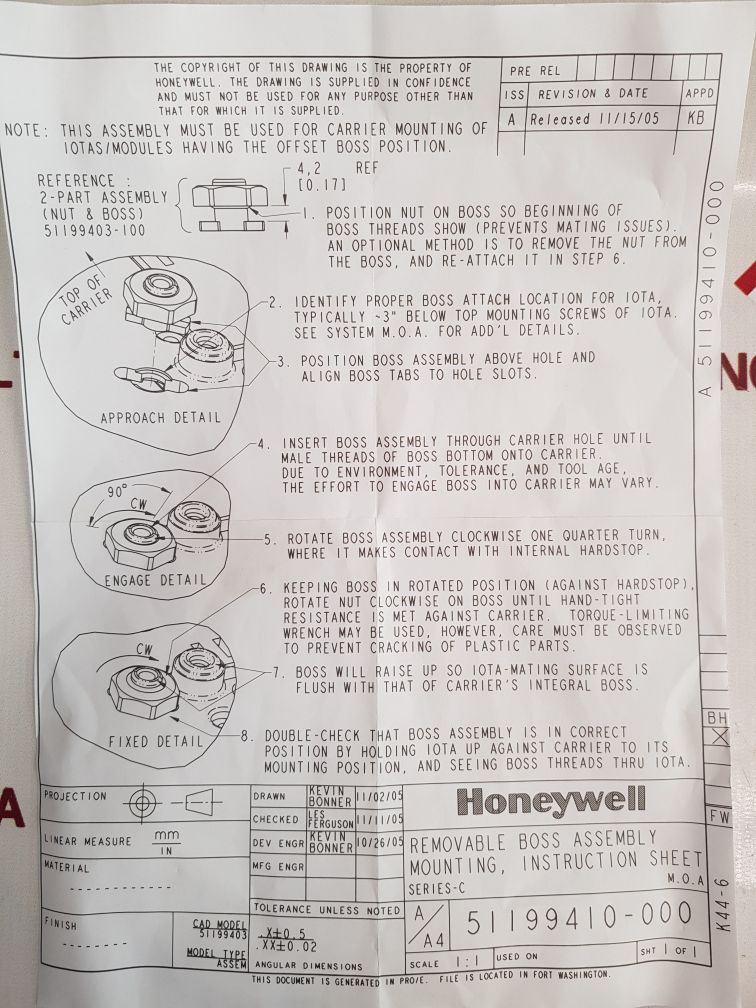 THE COPYRIGHT OF THIS DRAWING IS THE PROPERTY OF
HONEYWELL. THE DRAWING IS SUPPLIED IN CONFIDENCE
AND MUST NOT BE USED FOR ANY PURPOSE OTHER THAN
THAT FOR WHICH IT IS SUPPLIED.
PRE REL
ISS REVISION & DATE APPD
A Released 11/15/05 KB
NOTE: THIS ASSEMBLY MUST BE USED FOR CARRIER MOUNTING OF
IOTAS/MODULES HAVING THE OFFSET BOSS POSITION.
A 51199410-000
REFERENCE :
2-PART ASSEMBLY
(NUT & BOSS)
51199403-100
4,2 REF
[0.17]
1. POSITION NUT ON BOSS SO BEGINNING OF
BOSS THREADS SHOW (PREVENTS MATING ISSUES).
AN OPTIONAL METHOD IS TO REMOVE THE NUT FROM
THE BOSS, AND RE-ATTACH IT IN STEP 6.
TOP OF
CARRIER
2. IDENTIFY PROPER BOSS ATTACH LOCATION FOR IOTA,
TYPICALLY ~3" BELOW TOP MOUNTING SCREWS OF IOTA.
SEE SYSTEM M.O.A. FOR ADD'L DETAILS.
3. POSITION BOSS ASSEMBLY ABOVE HOLE AND
ALIGN BOSS TABS TO HOLE SLOTS.
APPROACH DETAIL
4. INSERT BOSS ASSEMBLY THROUGH CARRIER HOLE UNTIL
MALE THREADS OF BOSS BOTTOM ONTO CARRIER.
DUE TO ENVIRONMENT, TOLERANCE, AND TOOL AGE,
THE EFFORT TO ENGAGE BOSS INTO CARRIER MAY VARY.
90°
CW
5. ROTATE BOSS ASSEMBLY CLOCKWISE ONE QUARTER TURN,
WHERE IT MAKES CONTACT WITH INTERNAL HARDSTOP.
ENGAGE DETAIL
6. KEEPING BOSS IN ROTATED POSITION (AGAINST HARDSTOP),
ROTATE NUT CLOCKWISE ON BOSS UNTIL HAND-TIGHT
RESISTANCE IS MET AGAINST CARRIER. TORQUE-LIMITING
WRENCH MAY BE USED, HOWEVER, CARE MUST BE OBSERVED
TO PREVENT CRACKING OF PLASTIC PARTS.
CW
7. BOSS WILL RAISE UP SO IOTA-MATING SURFACE IS
FLUSH WITH THAT OF CARRIER'S INTEGRAL BOSS.
FIXED DETAIL
8. DOUBLE-CHECK THAT BOSS ASSEMBLY IS IN CORRECT
POSITION BY HOLDING IOTA UP AGAINST CARRIER TO ITS
MOUNTING POSITION, AND SEEING BOSS THREADS THRU IOTA.
BH
FW
K44-6
PROJECTION
LINEAR MEASURE mm
IN
MATERIAL
FINISH
CAD MODEL
51199403
MODEL TYPE
ASSEM
DRAWN KEVIN BONNER 11/02/05
CHECKED LES FERGUSON 11/11/05
DEV ENGR KEVIN BONNER 10/26/05
MFG ENGR
TOLERANCE UNLESS NOTED
.X±0.5
.XX±0.02
ANGULAR DIMENSIONS
Honeywell
REMOVABLE BOSS ASSEMBLY
MOUNTING, INSTRUCTION SHEET
SERIES-C M.O.A
A/A4 51199410-000
SCALE 1:1 USED ON SHT 1 OF 1
THIS DOCUMENT IS GENERATED IN PRO/E. FILE IS LOCATED IN FORT WASHINGTON.